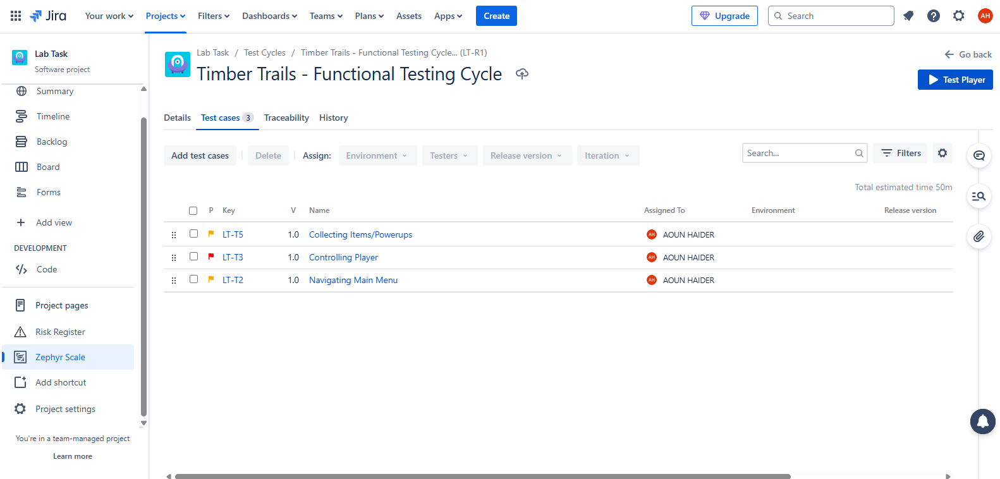 Jira Your work Projects Filters Dashboards Teams Plans Assets Apps Create Upgrade Search AH
Lab Task
Software project
Summary
Timeline
Backlog
Board
Forms
Add view
DEVELOPMENT
Code
Project pages
Risk Register
Zephyr Scale
Add shortcut
Project settings
You're in a team-managed project
Learn more
Lab Task / Test Cycles / Timber Trails - Functional Testing Cycle... (LT-R1)
Go back
Timber Trails - Functional Testing Cycle
Test Player
Details Test cases 3 Traceability History
Add test cases Delete Assign: Environment Testers Release version Iteration Search... Filters
Total estimated time 50m
P Key V Name Assigned To Environment Release version
LT-T5 1.0 Collecting Items/Powerups AH AOUN HAIDER
LT-T3 1.0 Controlling Player AH AOUN HAIDER
LT-T2 1.0 Navigating Main Menu AH AOUN HAIDER